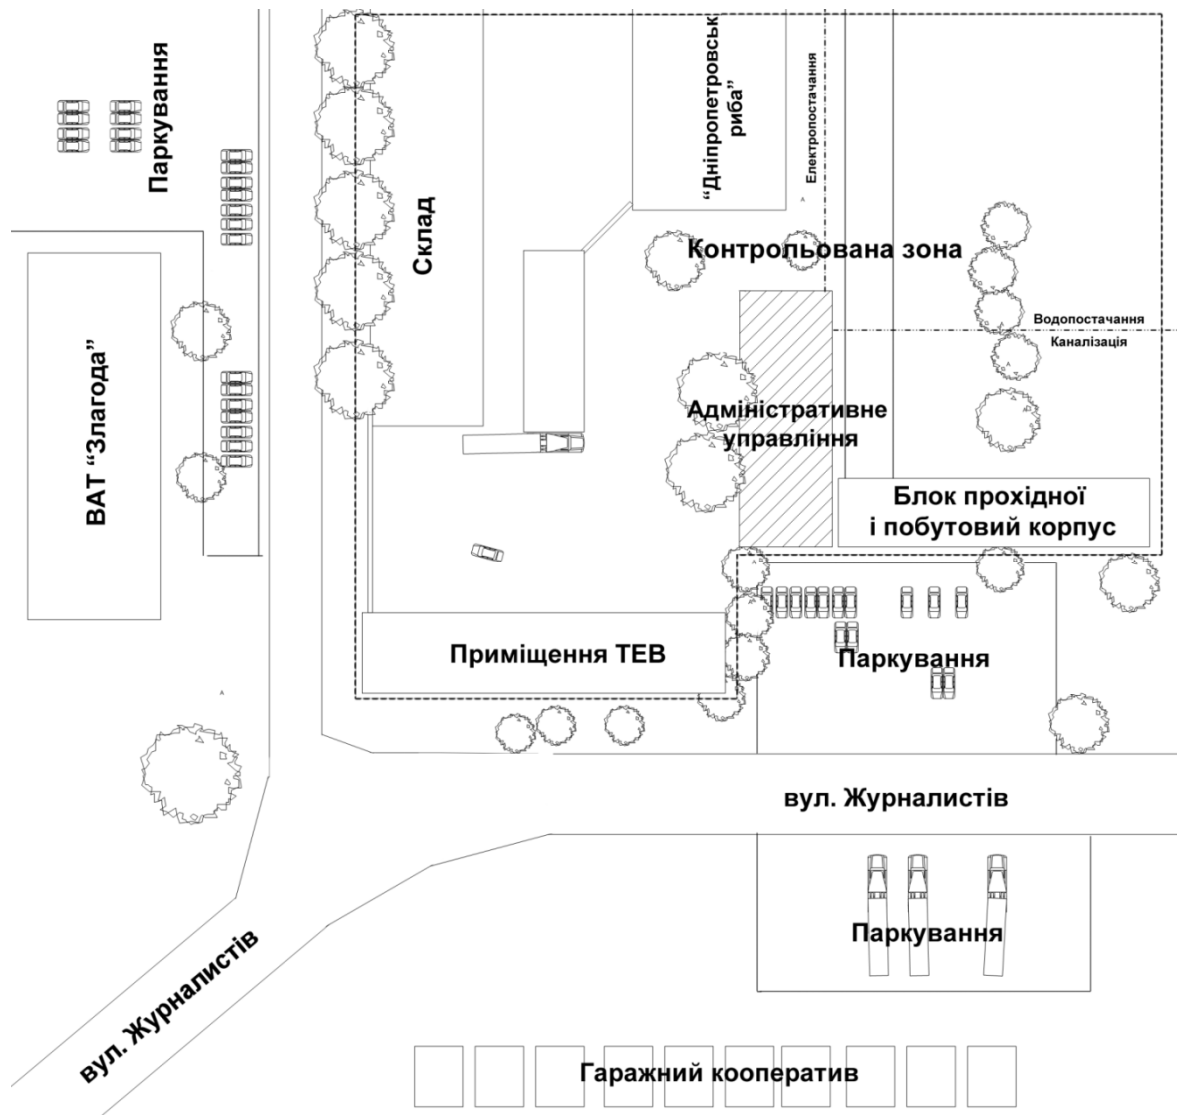 Паркування
“Дніпропетровськ
риба”
Електропостачання
Склад
Контрольована зона
Водопостачання
Каналізація
ВАТ “Злагода”
Адміністративне
управління
Блок прохідної
і побутовий корпус
Приміщення ТЕВ
Паркування
вул. Журналистів
Паркування
вул. Журналистів
Гаражний кооператив